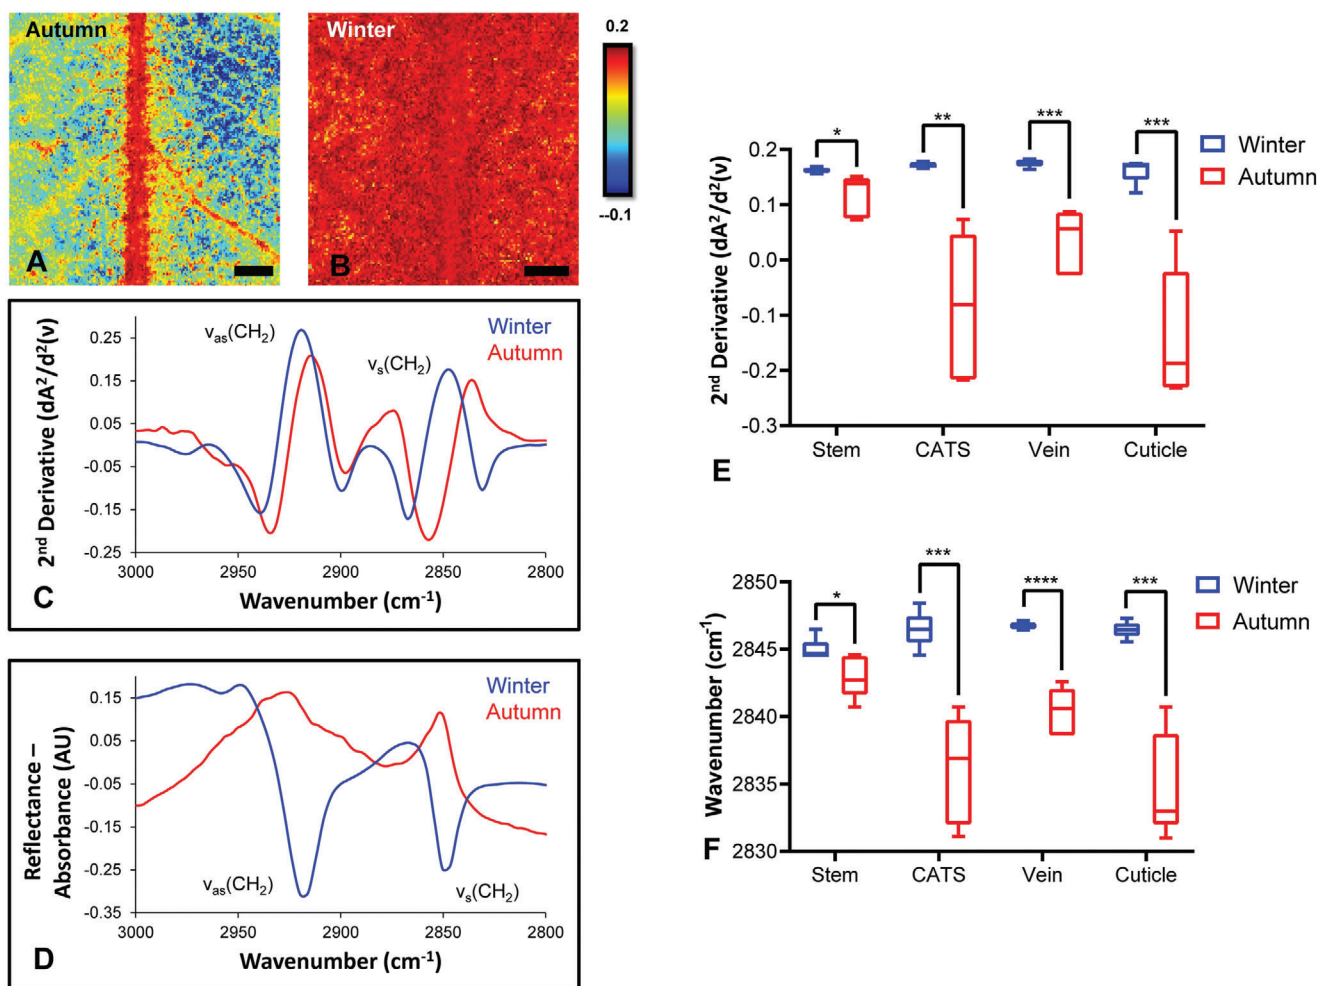 Autumn
Winter
0.2
--0.1
A
B
Winter
Autumn
vas(CH2)
vs(CH2)
0.25
0.15
0.05
-0.05
-0.15
-0.25
2nd Derivative (dA2/d2(v)
3000 2950 2900 2850 2800
Wavenumber (cm-1)
C
Winter
Autumn
0.15
0.05
-0.05
-0.15
-0.25
-0.35
Reflectance –
Absorbance (AU)
vas(CH2)
vs(CH2)
3000 2950 2900 2850 2800
Wavenumber (cm-1)
D
* ** *** ***
Winter
Autumn
0.2
0.1
0.0
-0.1
-0.2
-0.3
2nd Derivative (dA2/d2(v)
Stem CATS Vein Cuticle
E
* *** **** ***
Winter
Autumn
2850
2845
2840
2835
2830
Wavenumber (cm-1)
Stem CATS Vein Cuticle
F